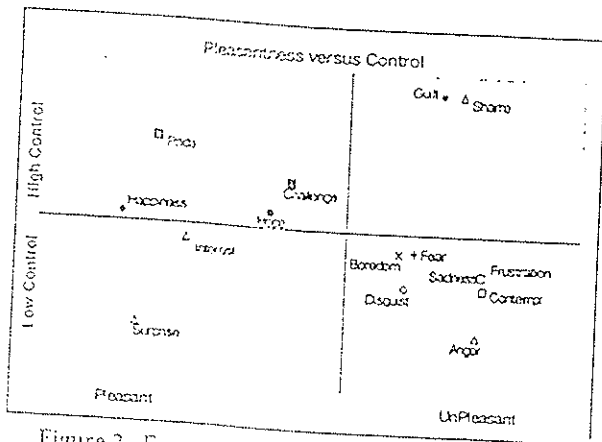 Pleasantness versus Control
Guilt
Shame
Pride
High Control
Challenge
Happiness
Hope
Interest
Boredom
Fear
Sadness
Frustration
Disgust
Contempt
Low Control
Surprise
Anger
Pleasant
UnPleasant
Figure 2